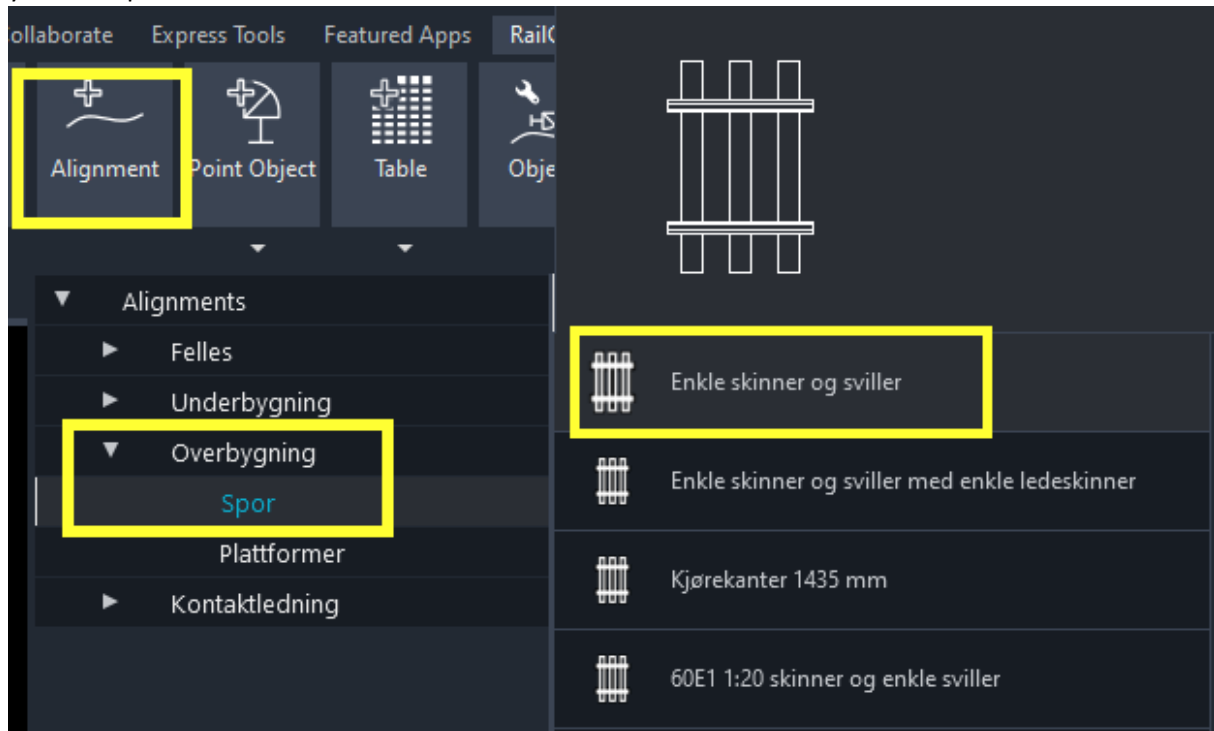 ollaborate Express Tools Featured Apps Rail
Alignment Point Object Table Obje
Alignments
Felles
Underbygning
Overbygning
Spor
Plattformer
Kontaktledning
Enkle skinner og sviller
Enkle skinner og sviller med enkle ledeskinner
Kjørekanter 1435 mm
60E1 1:20 skinner og enkle sviller